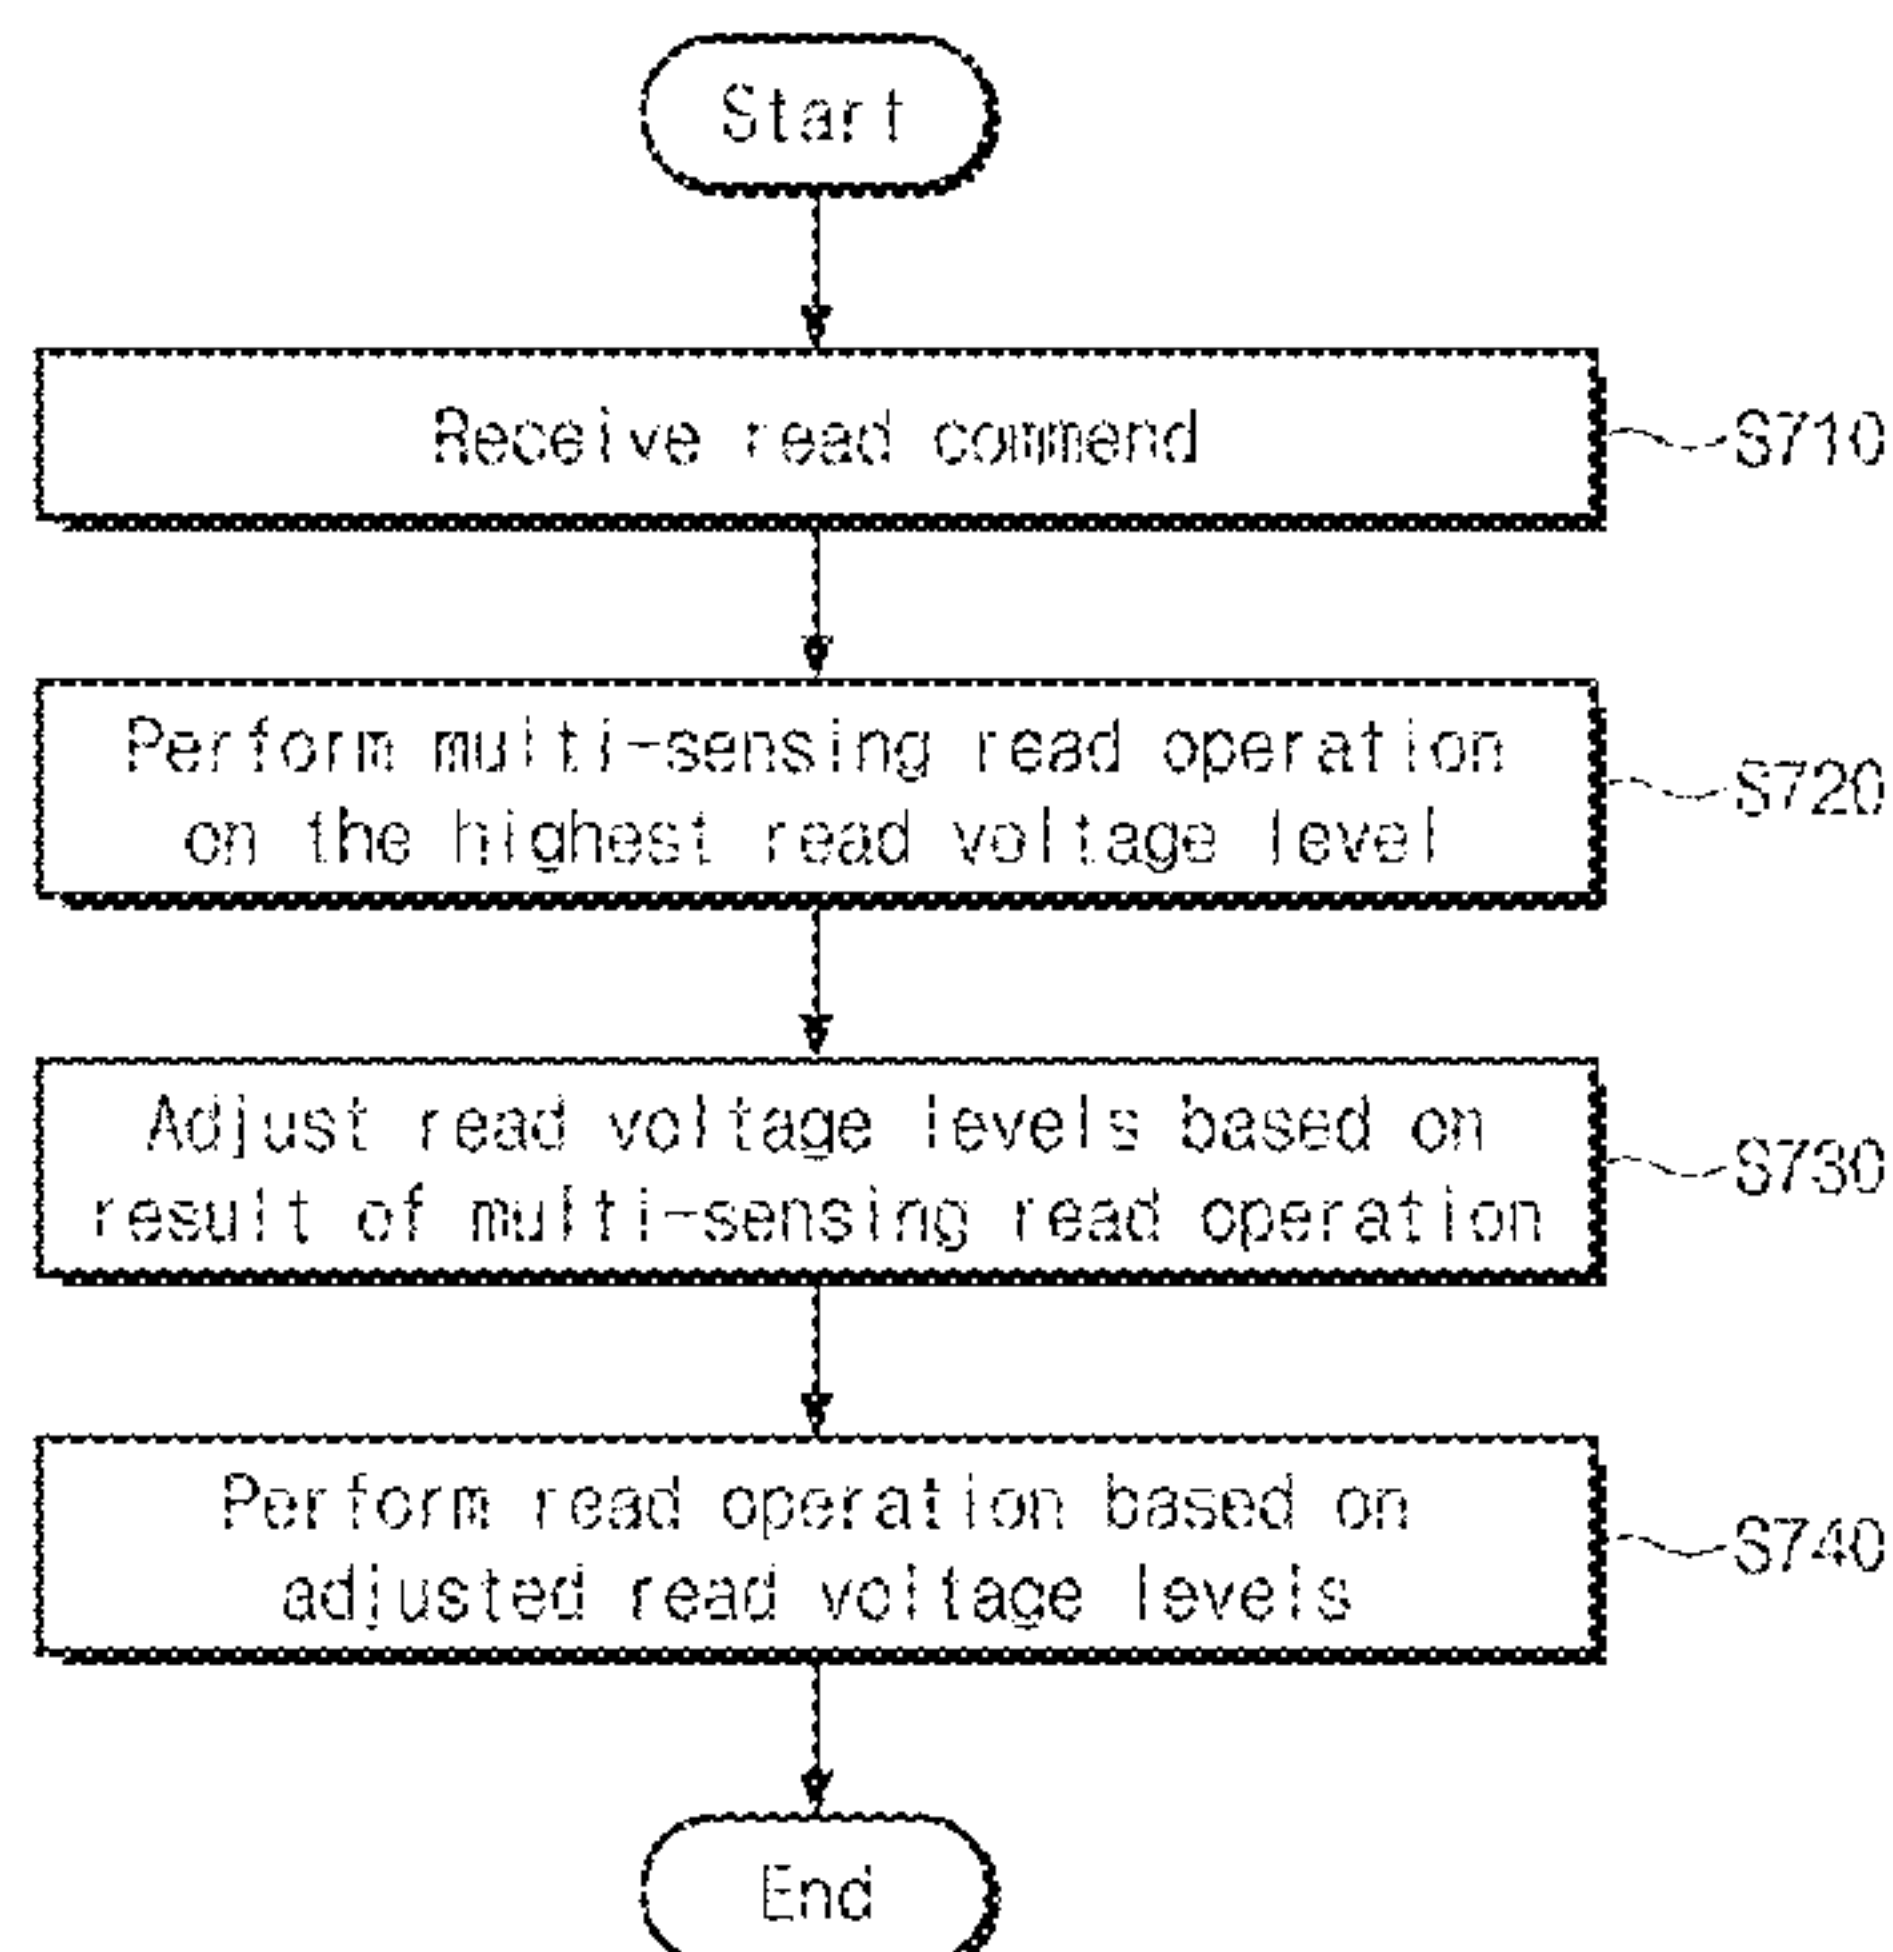 Start
Receive read commend
S710
Perform multi-sensing read operation
on the highest read voltage level
S720
Adjust read voltage levels based on
result of multi-sensing read operation
S730
Perform read operation based on
adjusted read voltage levels
S740
End